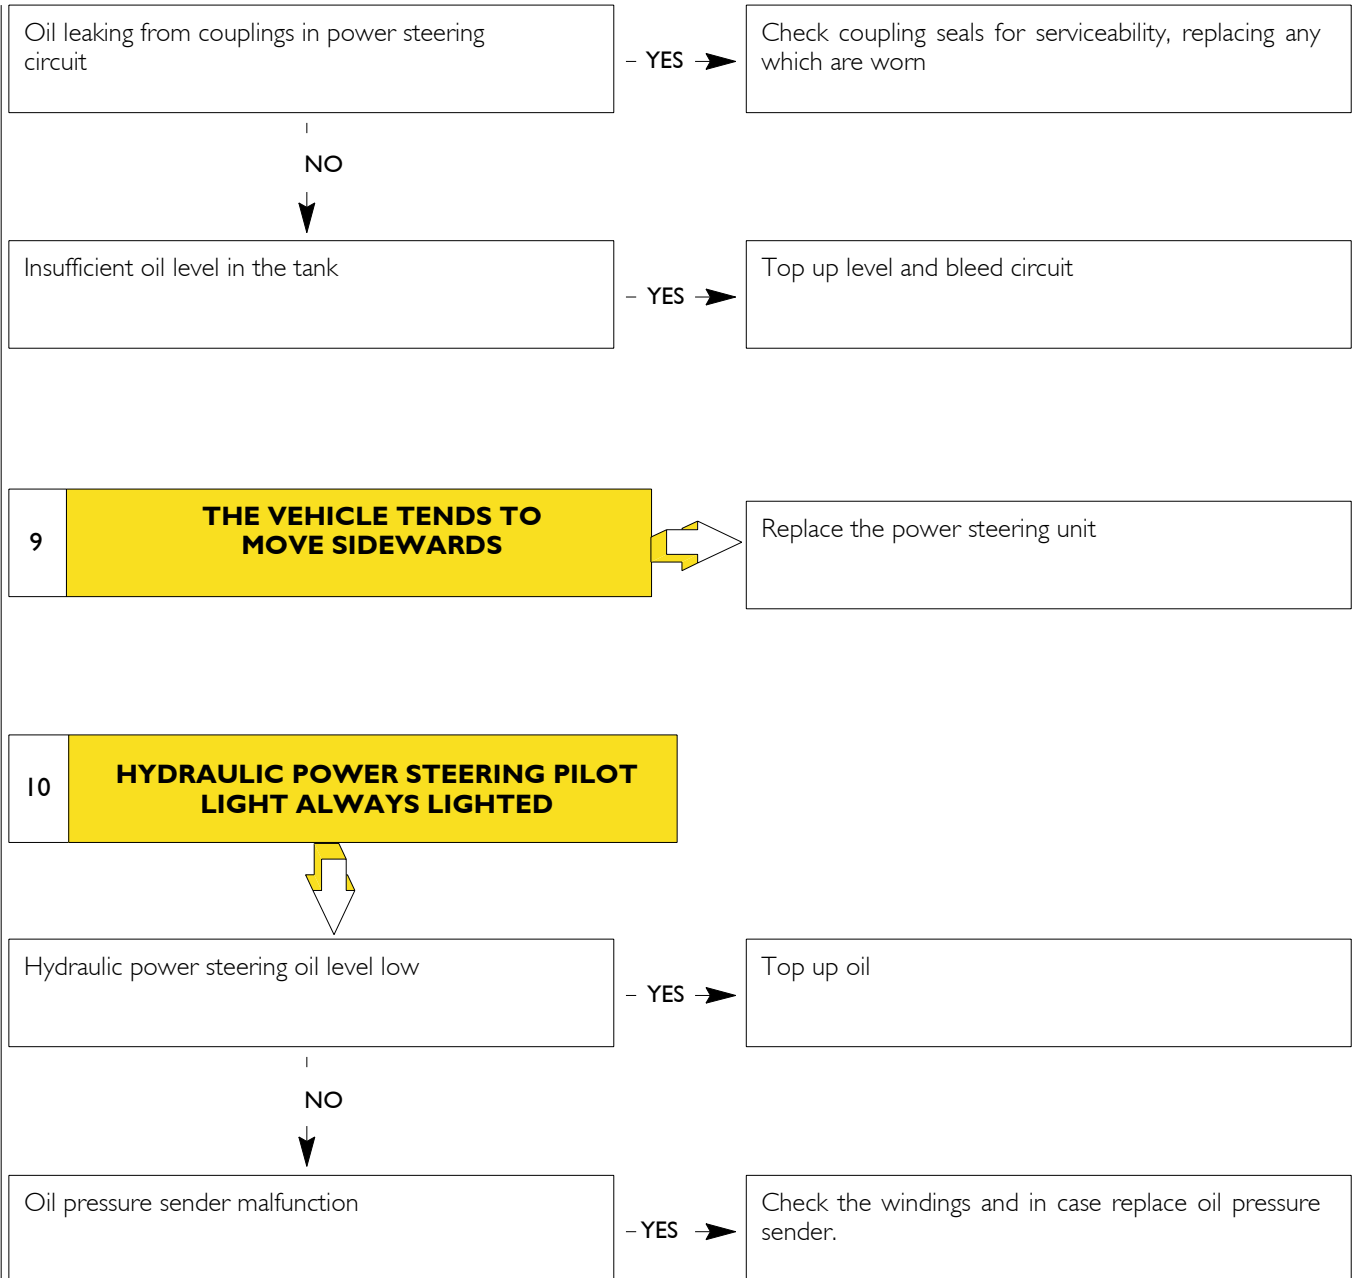 Oil leaking from couplings in power steering
circuit
– YES
Check coupling seals for serviceability, replacing any
which are worn
NO
Insufficient oil level in the tank
– YES
Top up level and bleed circuit
9
THE VEHICLE TENDS TO
MOVE SIDEWARDS
Replace the power steering unit
10
HYDRAULIC POWER STEERING PILOT
LIGHT ALWAYS LIGHTED
Hydraulic power steering oil level low
– YES
Top up oil
NO
Oil pressure sender malfunction
– YES
Check the windings and in case replace oil pressure
sender.